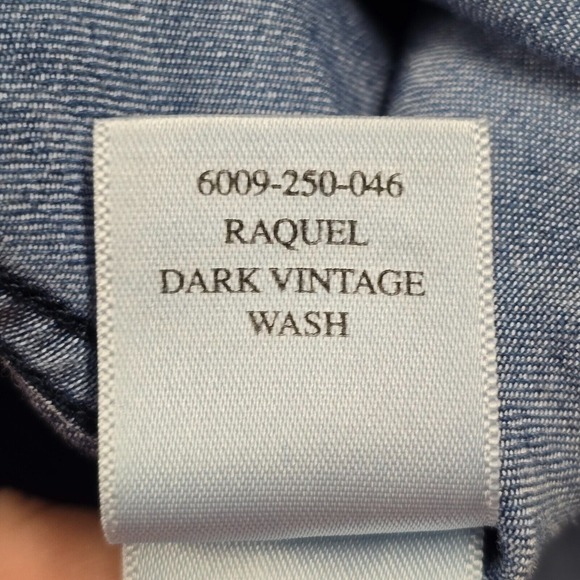 6009-250-046
RAQUEL
DARK VINTAGE
WASH